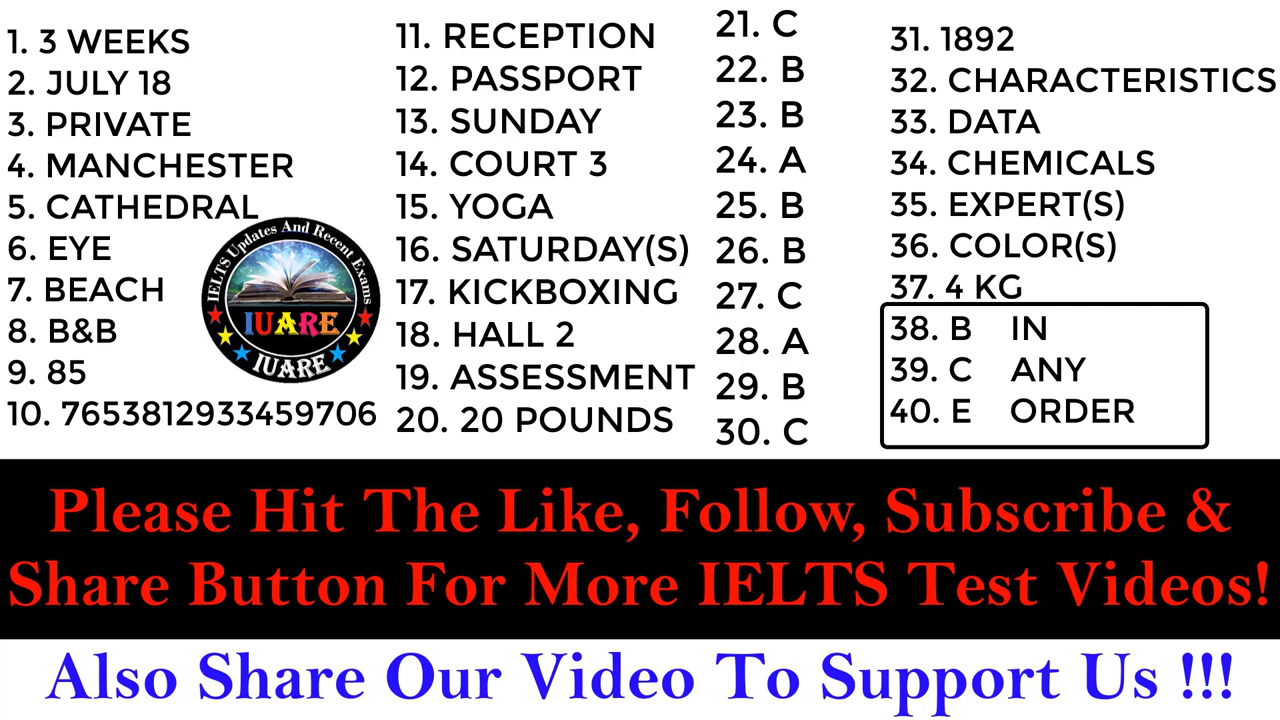 1. 3 WEEKS
2. JULY 18
3. PRIVATE
4. MANCHESTER
5. CATHEDRAL
6. EYE
7. BEACH
8. B&B
9. 85
10. 7653812933459706
IELTS Updates And Recent Exams
IUARE
IUARE
11. RECEPTION
12. PASSPORT
13. SUNDAY
14. COURT 3
15. YOGA
16. SATURDAY(S)
17. KICKBOXING
18. HALL 2
19. ASSESSMENT
20. 20 POUNDS
21. C
22. B
23. B
24. A
25. B
26. B
27. C
28. A
29. B
30. C
31. 1892
32. CHARACTERISTICS
33. DATA
34. CHEMICALS
35. EXPERT(S)
36. COLOR(S)
37. 4 KG
38. B IN
39. C ANY
40. E ORDER
Please Hit The Like, Follow, Subscribe &
Share Button For More IELTS Test Videos!
Also Share Our Video To Support Us !!!